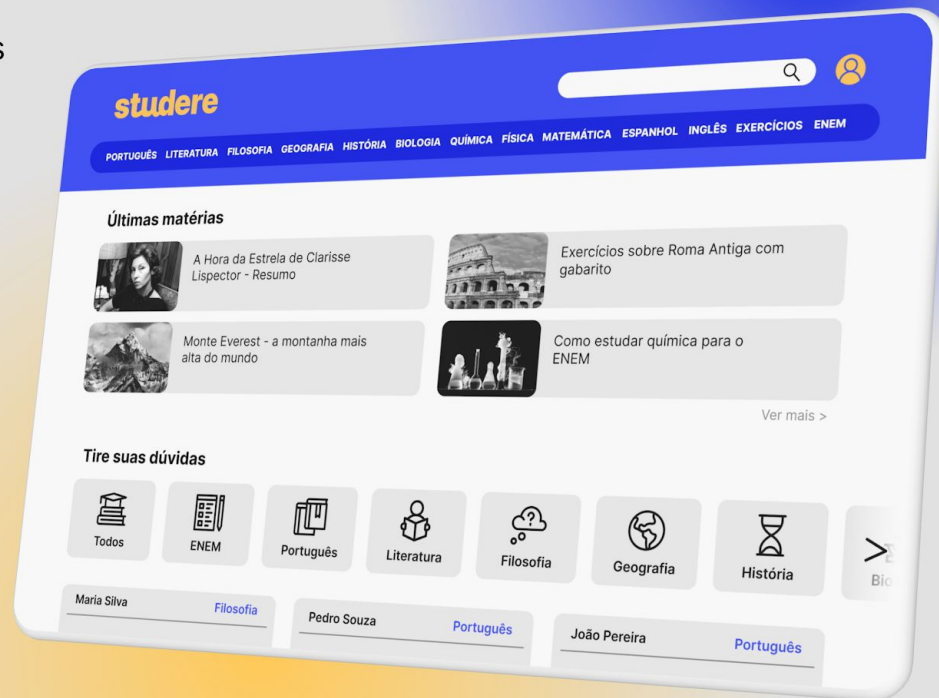 s
studere
PORTUGUÊS LITERATURA FILOSOFIA GEOGRAFIA HISTÓRIA BIOLOGIA QUÍMICA FÍSICA MATEMÁTICA ESPANHOL INGLÊS EXERCÍCIOS ENEM
Últimas matérias
A Hora da Estrela de Clarisse
Lispector - Resumo
Exercícios sobre Roma Antiga com
gabarito
Monte Everest - a montanha mais
alta do mundo
Como estudar química para o
ENEM
Ver mais >
Tire suas dúvidas
Todos
ENEM
Português
Literatura
Filosofia
Geografia
História
>
Bio
Maria Silva Filosofia
Pedro Souza Português
João Pereira Português